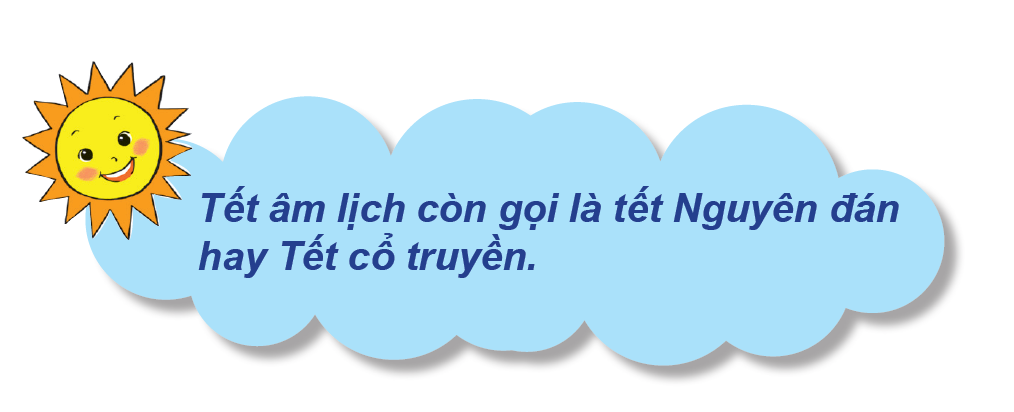 Tết âm lịch còn gọi là tết Nguyên đán
hay Tết cổ truyền.